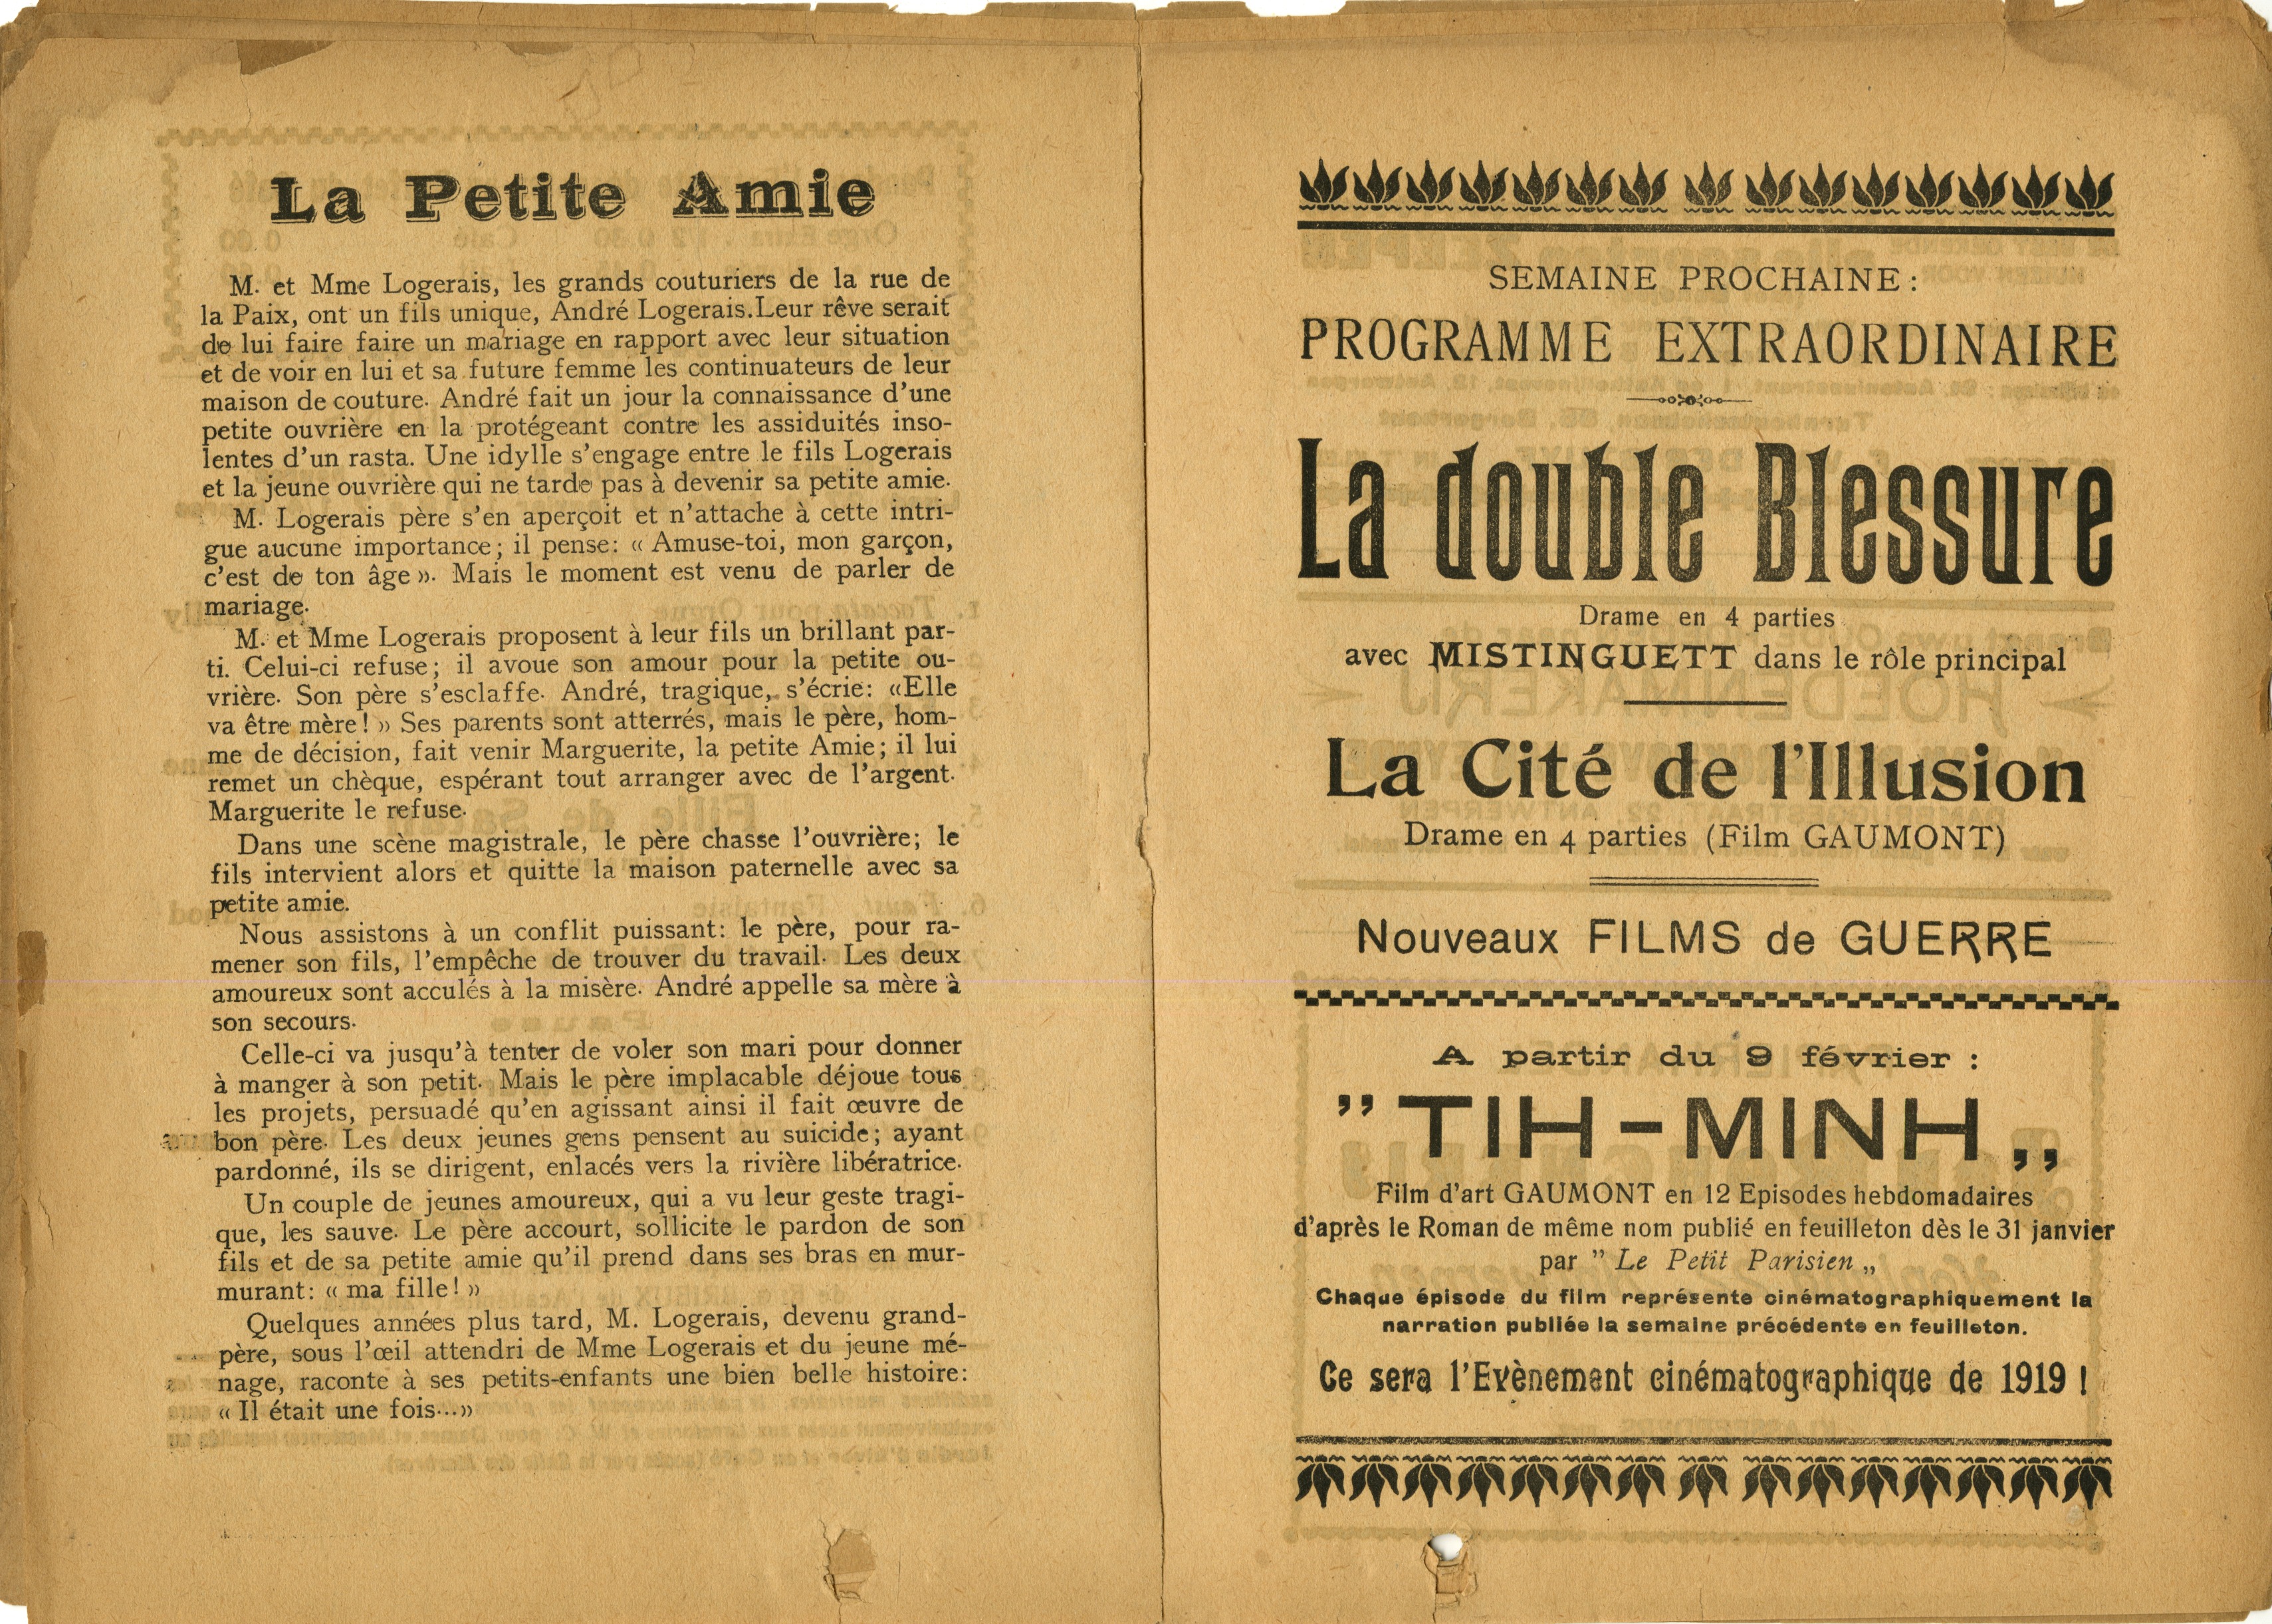 La Petite Amie
M. et Mme Logerais, les grands couturiers de la rue de
la Paix, ont un fils unique, André Logerais.Leur rêve serait
de lui faire faire un mariage en rapport avec leur situation
et de voir en lui et sa future femme les continuateurs de leur
maison de couture. André fait un jour la connaissance d'une
petite ouvrière en la protégeant contre les assiduités inso-
lentes d'un rasta. Une idylle s'engage entre le fils Logerais
et la jeune ouvrière qui ne tarde pas à devenir sa petite amie.
M. Logerais père s'en aperçoit et n'attache à cette intri-
gue aucune importance; il pense: « Amuse-toi, mon garçon,
c'est de ton âge ». Mais le moment est venu de parler de
mariage.
M. et Mme Logerais proposent à leur fils un brillant par-
ti. Celui-ci refuse; il avoue son amour pour la petite ou-
vrière. Son père s'esclaffe. André, tragique, s'écrie: «Elle
va être mère! » Ses parents sont atterrés, mais le père, hom-
me de décision, fait venir Marguerite, la petite Amie; il lui
remet un chèque, espérant tout arranger avec de l'argent.
Marguerite le refuse.
Dans une scène magistrale, le père chasse l'ouvrière; le
fils intervient alors et quitte la maison paternelle avec sa
petite amie.
Nous assistons à un conflit puissant: le père, pour ra-
mener son fils, l'empêche de trouver du travail. Les deux
amoureux sont acculés à la misère. André appelle sa mère à
son secours.
Celle-ci va jusqu'à tenter de voler son mari pour donner
à manger à son petit. Mais le père implacable déjoue tous
les projets, persuadé qu'en agissant ainsi il fait œuvre de
bon père. Les deux jeunes gens pensent au suicide; ayant
pardonné, ils se dirigent, enlacés vers la rivière libératrice.
Un couple de jeunes amoureux, qui a vu leur geste tragi-
que, les sauve. Le père accourt, sollicite le pardon de son
fils et de sa petite amie qu'il prend dans ses bras en mur-
murant: « ma fille! »
Quelques années plus tard, M. Logerais, devenu grand-
père, sous l'œil attendri de Mme Logerais et du jeune mé-
nage, raconte à ses petits-enfants une bien belle histoire:
« Il était une fois...»
SEMAINE PROCHAINE:
PROGRAMME EXTRAORDINAIRE
La double Blessure
Drame en 4 parties
avec MISTINGUETT dans le rôle principal
La Cité de l'Illusion
Drame en 4 parties (Film GAUMONT)
Nouveaux FILMS de GUERRE
A partir du 9 février :
” TIH-MINH „
Film d'art GAUMONT en 12 Episodes hebdomadaires
d'après le Roman de même nom publié en feuilleton dès le 31 janvier
par ” Le Petit Parisien „
Chaque épisode du film représente cinématographiquement la
narration publiée la semaine précédente en feuilleton.
Ce sera l'Evènement cinématographique de 1919 !